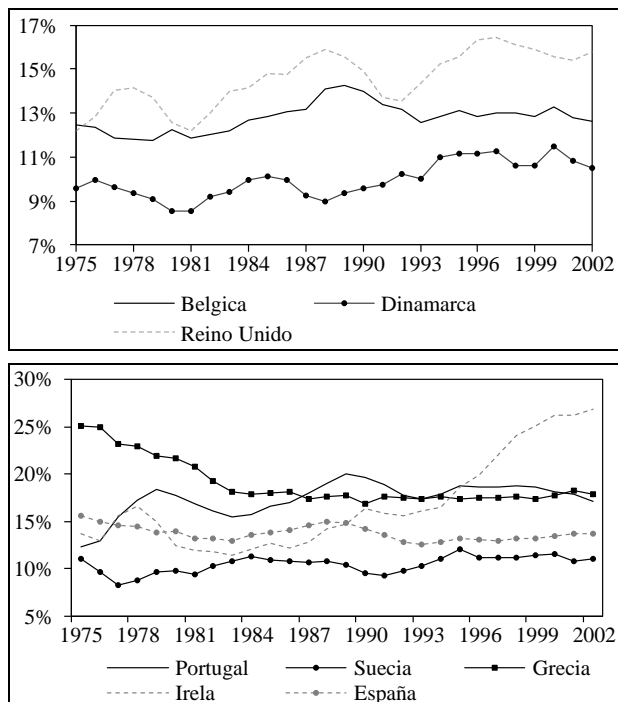 17%
15%
13%
11%
9%
7%
1975 1978 1981 1984 1987 1990 1993 1996 1999 2002
Belgica Dinamarca
Reino Unido
30%
25%
20%
15%
10%
5%
1975 1978 1981 1984 1987 1990 1993 1996 1999 2002
Portugal Suecia Grecia
Irela España